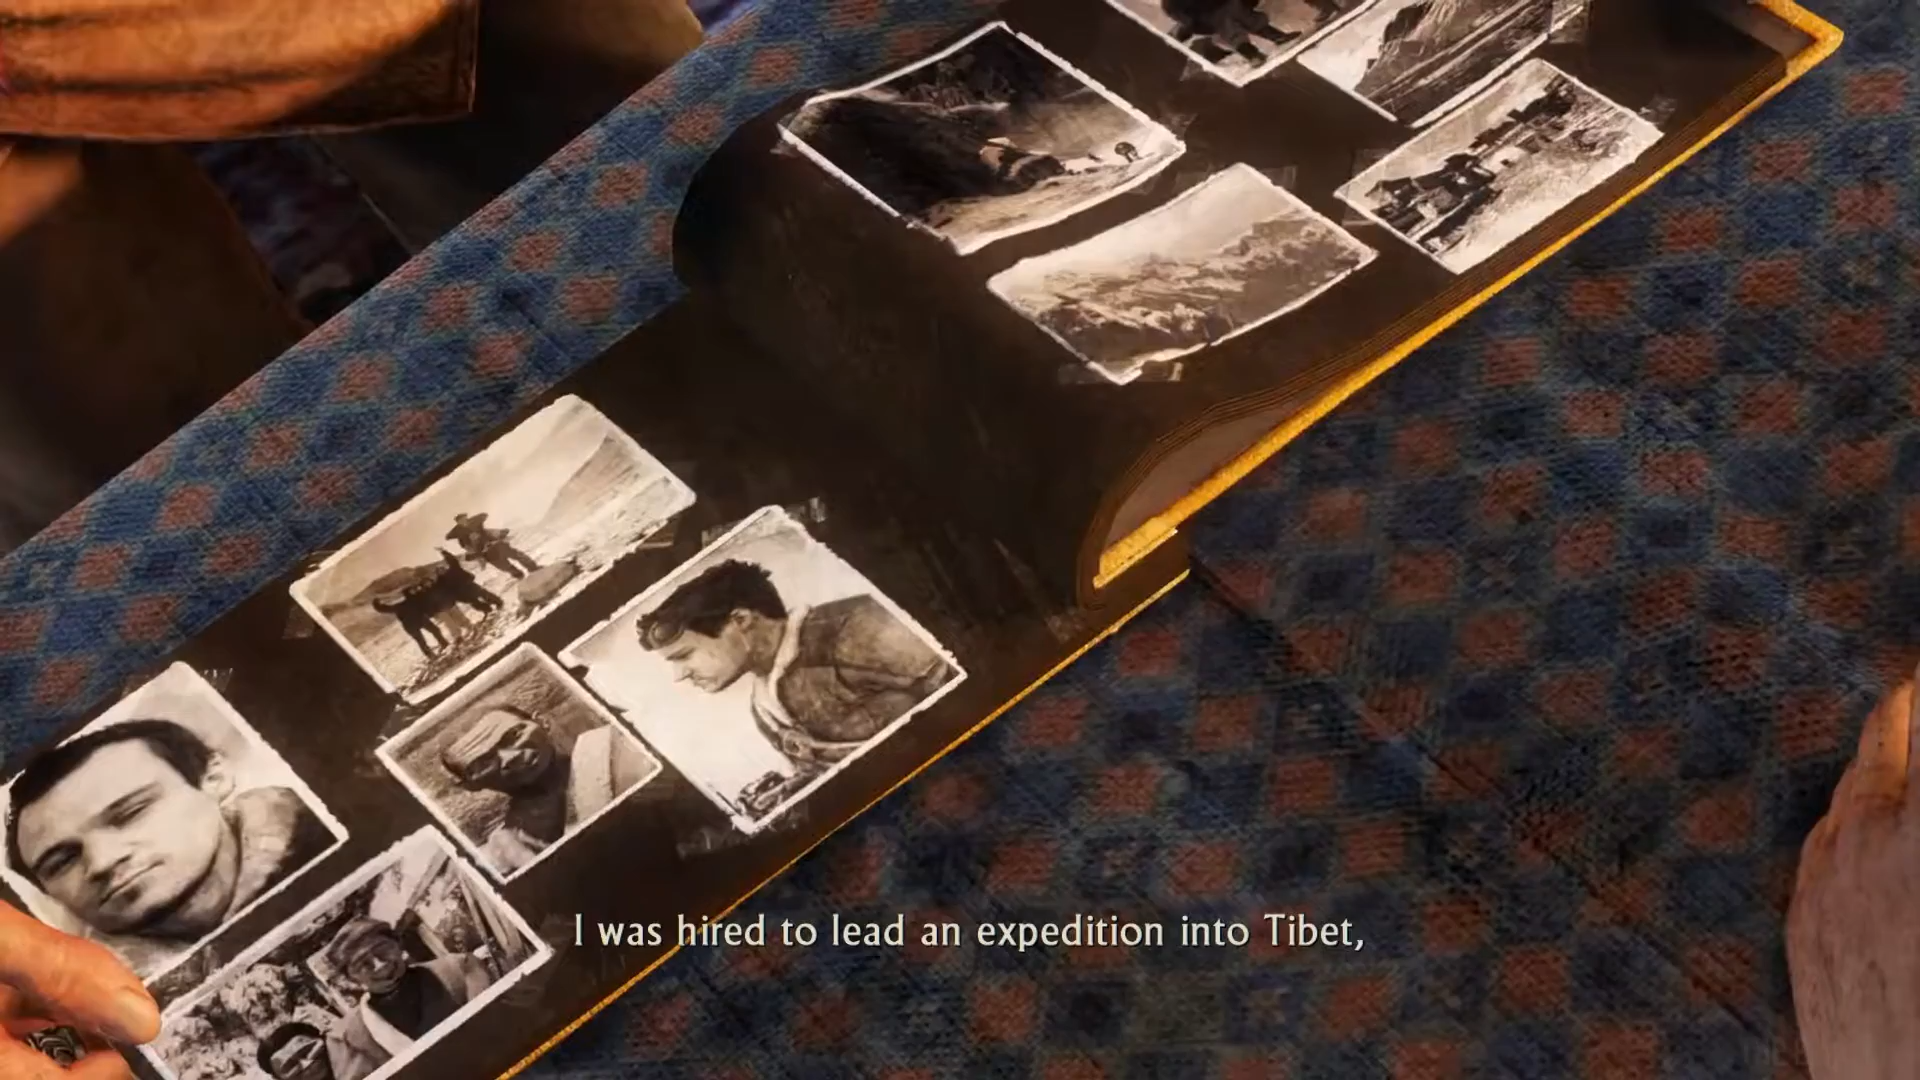 I was hired to lead an expedition into Tibet,